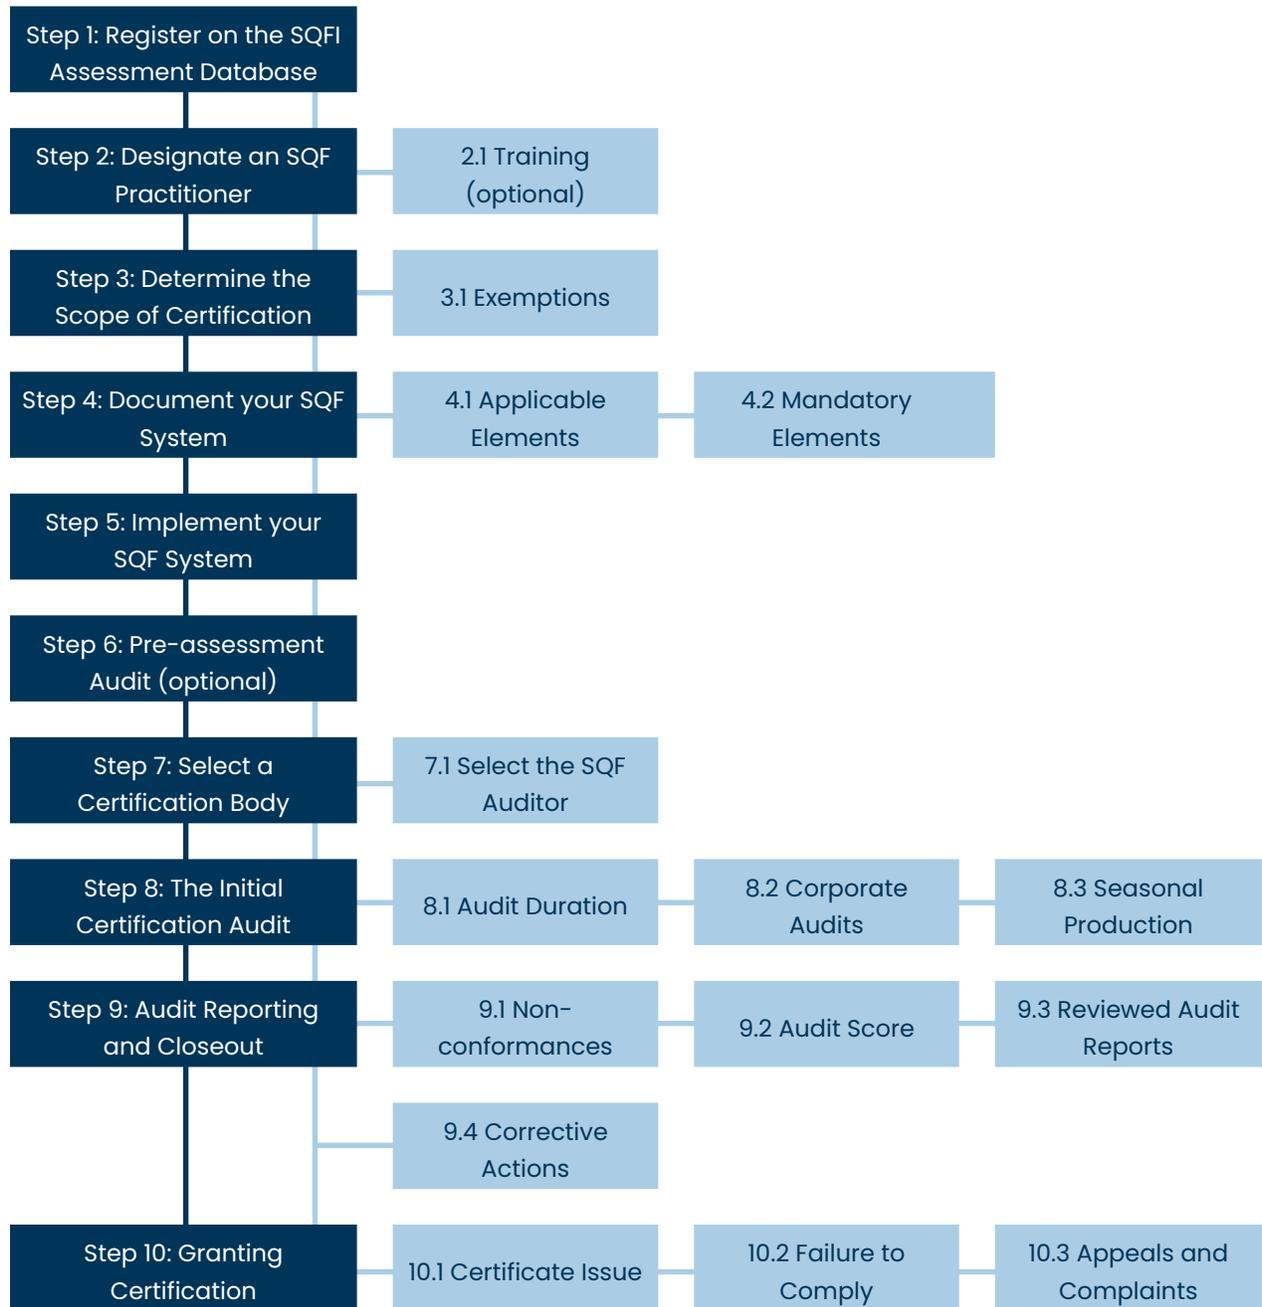 Step 1: Register on the SQFI
Assessment Database
Step 2: Designate an SQF
Practitioner
2.1 Training
(optional)
Step 3: Determine the
Scope of Certification
3.1 Exemptions
Step 4: Document your SQF
System
4.1 Applicable
Elements
4.2 Mandatory
Elements
Step 5: Implement your
SQF System
Step 6: Pre-assessment
Audit (optional)
Step 7: Select a
Certification Body
7.1 Select the SQF
Auditor
Step 8: The Initial
Certification Audit
8.1 Audit Duration
8.2 Corporate
Audits
8.3 Seasonal
Production
Step 9: Audit Reporting
and Closeout
9.1 Non-
conformances
9.2 Audit Score
9.3 Reviewed Audit
Reports
9.4 Corrective
Actions
Step 10: Granting
Certification
10.1 Certificate Issue
10.2 Failure to
Comply
10.3 Appeals and
Complaints